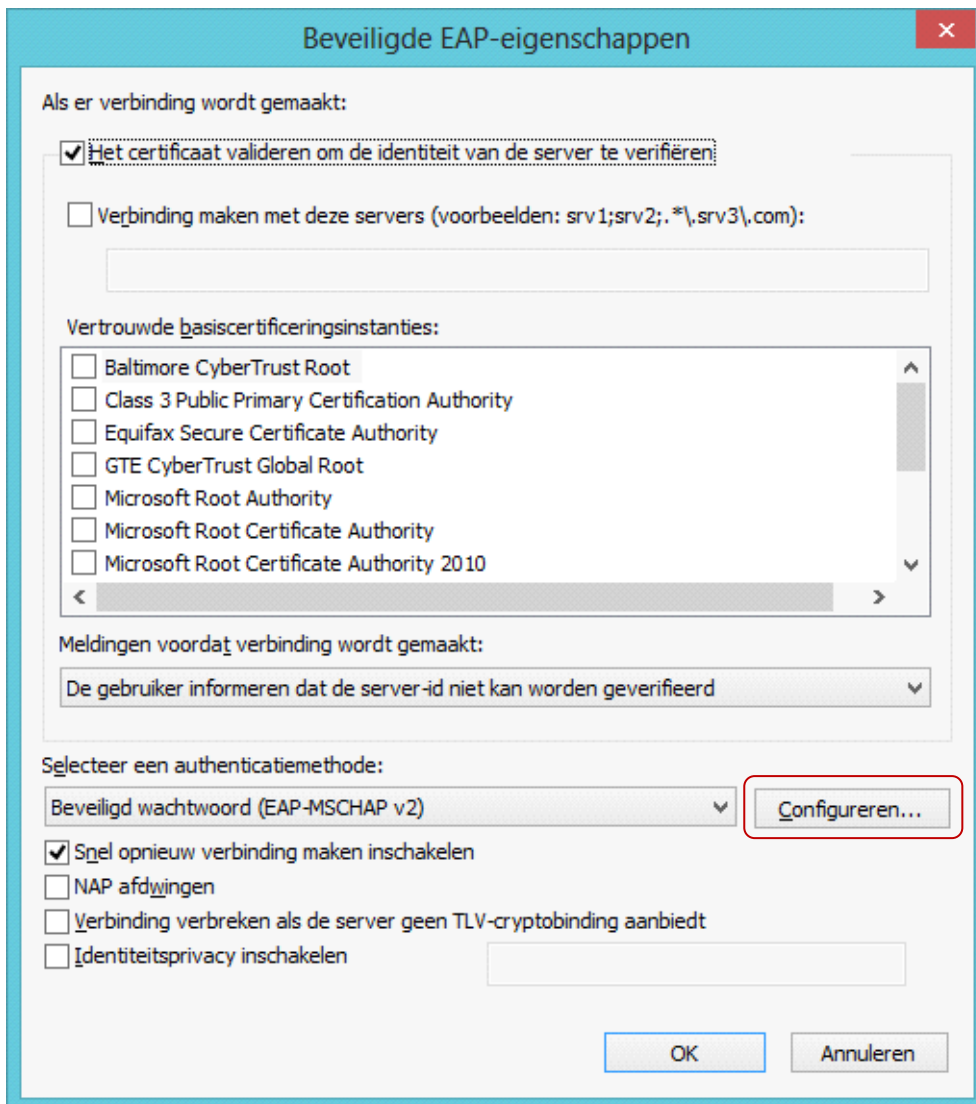 Beveiligde EAP-eigenschappen
Als er verbinding wordt gemaakt:
Het certificaat valideren om de identiteit van de server te verifiëren
Verbinding maken met deze servers (voorbeelden: srv1;srv2;.*\.srv3\.com):
Vertrouwde basiscertificeringsinstanties:
Baltimore CyberTrust Root
Class 3 Public Primary Certification Authority
Equifax Secure Certificate Authority
GTE CyberTrust Global Root
Microsoft Root Authority
Microsoft Root Certificate Authority
Microsoft Root Certificate Authority 2010
Meldingen voordat verbinding wordt gemaakt:
De gebruiker informeren dat de server-id niet kan worden geverifieerd
Selecteer een authenticatiemethode:
Beveiligd wachtwoord (EAP-MSCHAP v2)
Configureren...
Snel opnieuw verbinding maken inschakelen
NAP afdwingen
Verbinding verbreken als de server geen TLV-cryptobinding aanbiedt
Identiteitsprivacy inschakelen
OK
Annuleren